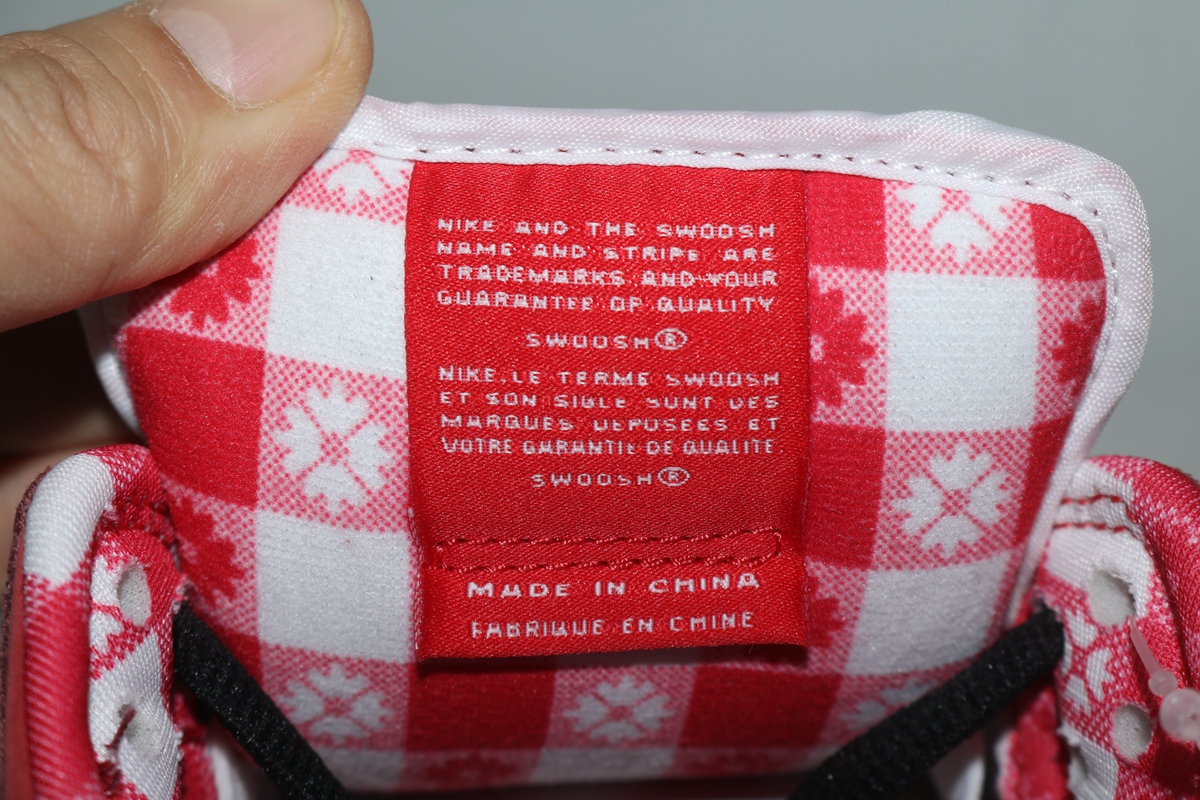 NIKE AND THE SWOOSH
NAME AND STRIPE ARE
TRADEMARKS AND YOUR
GUARANTEE OF QUALITY
SWOOSH®
NIKE, LE TERME SWOOSH
ET SON SIGLE SONT DES
MARQUES DEPOSEES ET
VOTRE GARANTIE DE QUALITE.
SWOOSH®
MADE IN CHINA
FABRIQUE EN CHINE